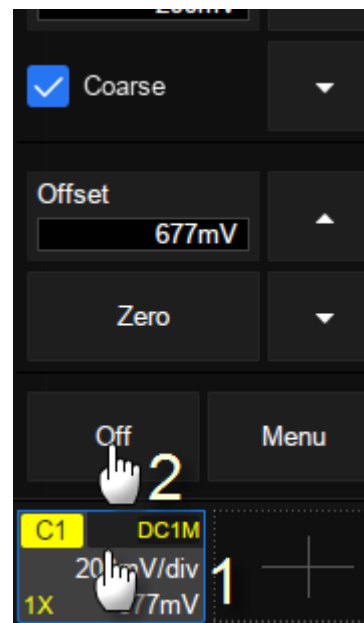 Coarse
Offset
677mV
Zero
Off
Menu
2
C1
DC1M
1
1X